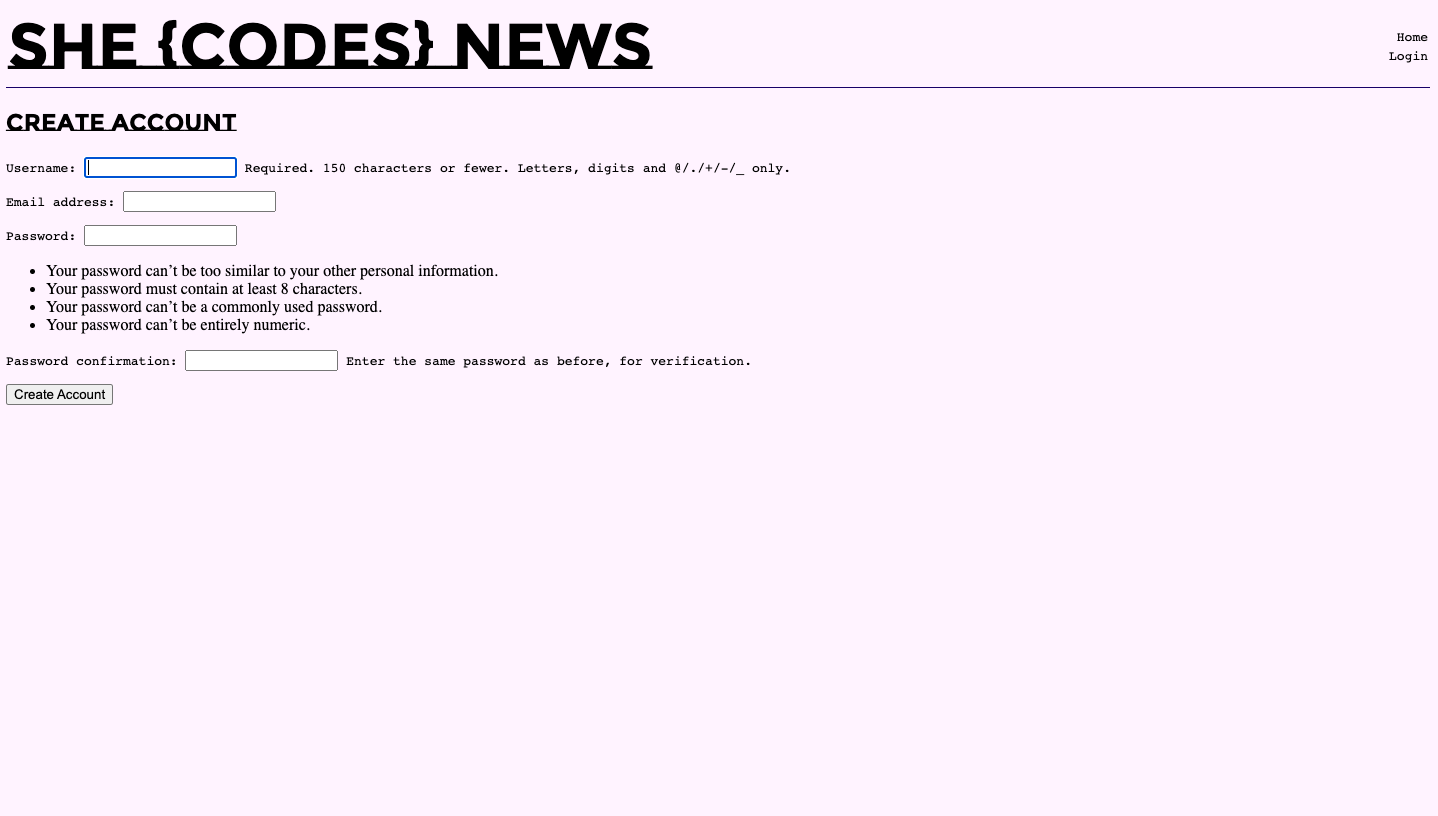 SHE {CODES} NEWS
Home
Login
CREATE ACCOUNT
Username: Required. 150 characters or fewer. Letters, digits and @/./+/-/_ only.
Email address:
Password:
• Your password can’t be too similar to your other personal information.
• Your password must contain at least 8 characters.
• Your password can’t be a commonly used password.
• Your password can’t be entirely numeric.
Password confirmation: Enter the same password as before, for verification.
Create Account